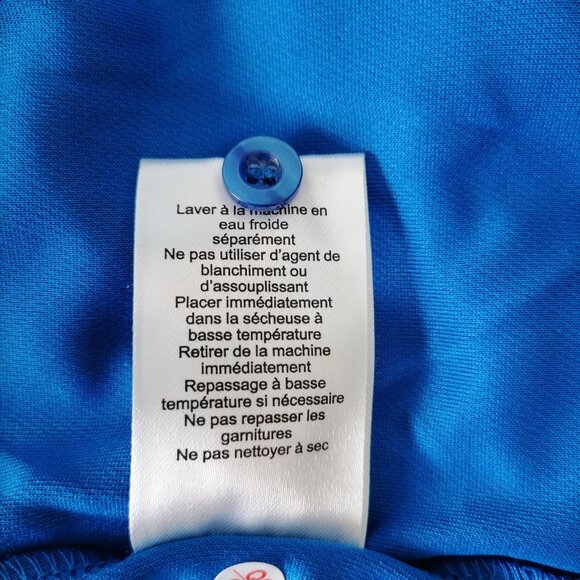 Laver à la machine en
eau froide
séparément
Ne pas utiliser d'agent de
blanchiment ou
d'assouplissant
Placer immédiatement
dans la sécheuse à
basse température
Retirer de la machine
immédiatement
Repassage à basse
température si nécessaire
Ne pas repasser les
garnitures
Ne pas nettoyer à sec